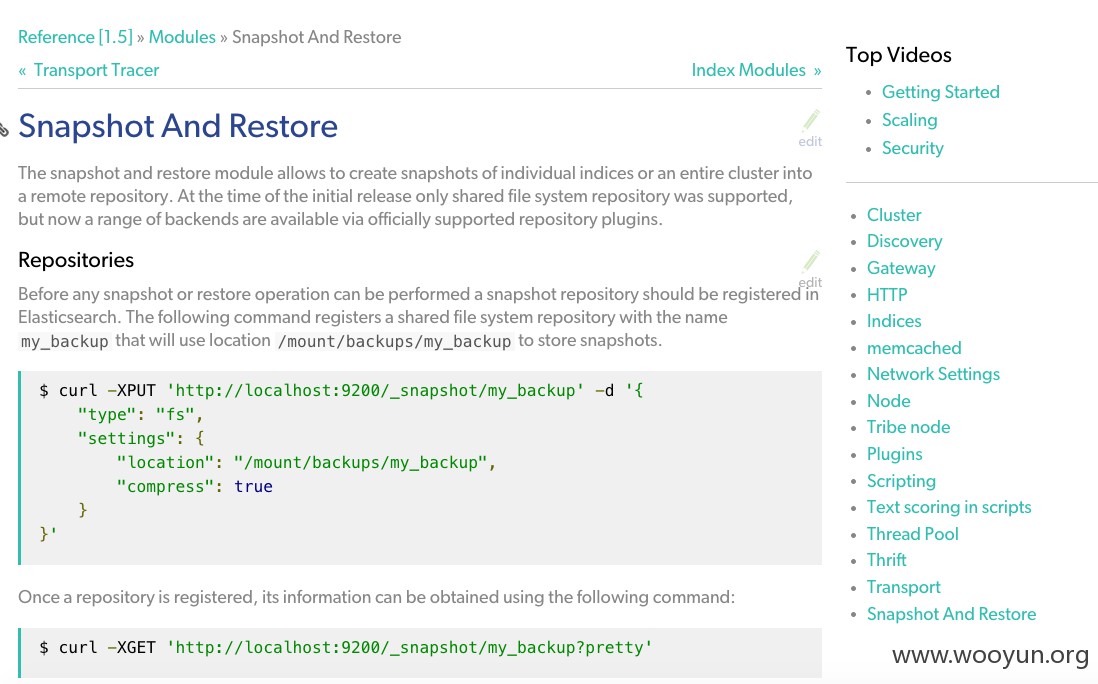 Reference [1.5] » Modules » Snapshot And Restore
« Transport Tracer
Index Modules »
Snapshot And Restore
edit
The snapshot and restore module allows to create snapshots of individual indices or an entire cluster into
a remote repository. At the time of the initial release only shared file system repository was supported,
but now a range of backends are available via officially supported repository plugins.
Repositories
edit
Before any snapshot or restore operation can be performed a snapshot repository should be registered in
Elasticsearch. The following command registers a shared file system repository with the name
my_backup that will use location /mount/backups/my_backup to store snapshots.
$ curl -XPUT 'http://localhost:9200/_snapshot/my_backup' -d '{
    "type": "fs",
    "settings": {
        "location": "/mount/backups/my_backup",
        "compress": true
    }
}'
Once a repository is registered, its information can be obtained using the following command:
$ curl -XGET 'http://localhost:9200/_snapshot/my_backup?pretty'
Top Videos
• Getting Started
• Scaling
• Security
• Cluster
• Discovery
• Gateway
• HTTP
• Indices
• memcached
• Network Settings
• Node
• Tribe node
• Plugins
• Scripting
• Text scoring in scripts
• Thread Pool
• Thrift
• Transport
• Snapshot And Restore
www.wooyun.org